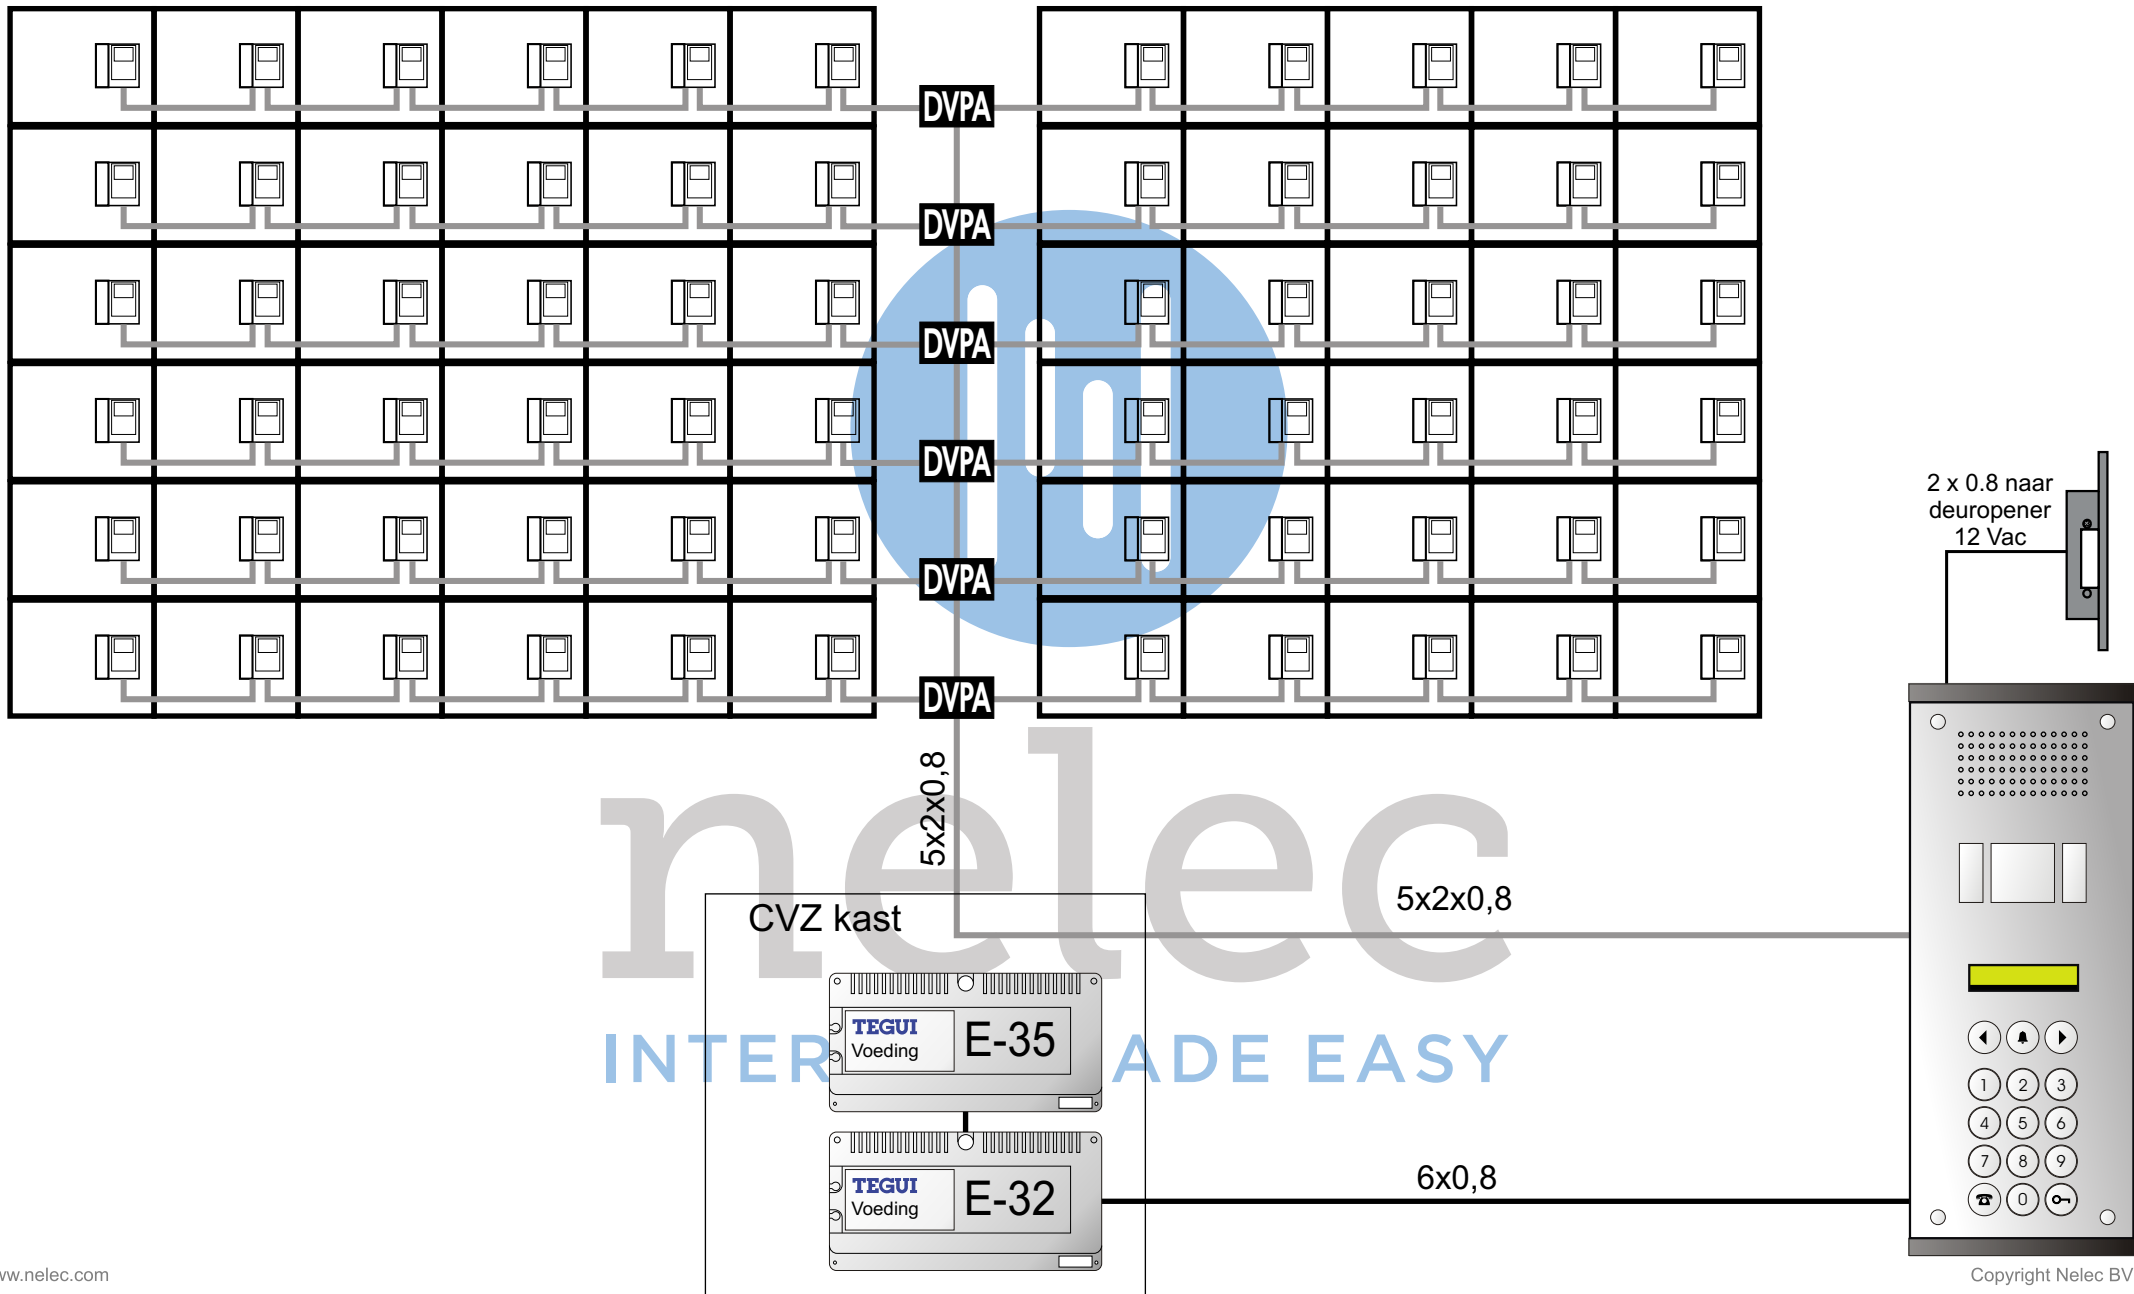 DVPA
DVPA
DVPA
DVPA
DVPA
DVPA
2 x 0.8 naar
deuropener
12 Vac
5x2x0,8
nelec
5x2x0,8
CVZ kast
TEGUI
Voeding
E-35
INTER ADE EASY
TEGUI
Voeding
E-32
6x0,8
1 2 3
4 5 6
7 8 9
0
ww.nelec.com
Copyright Nelec BV